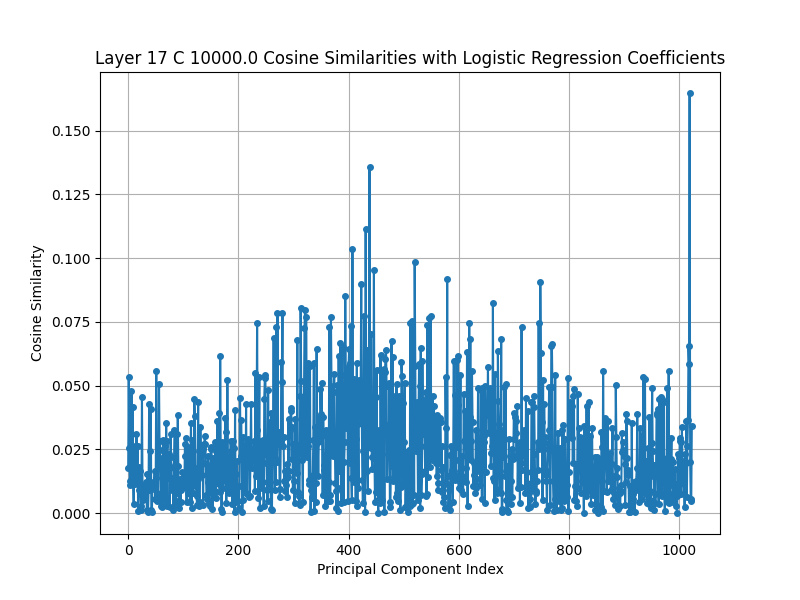 Layer 17 C 10000.0 Cosine Similarities with Logistic Regression Coefficients
0.150
0.125
0.100
0.075
0.050
0.025
0.000
Cosine Similarity
0 200 400 600 800 1000
Principal Component Index